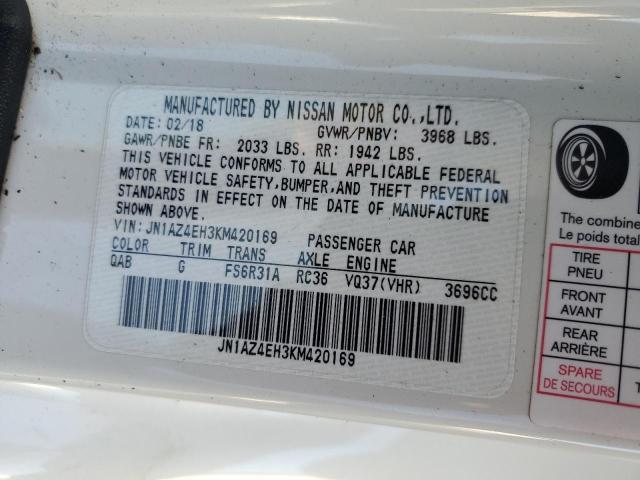 MANUFACTURED BY NISSAN MOTOR CO.,LTD.
DATE: 02/18 GVWR/PNBV: 3968 LBS.
GAWR/PNBE FR: 2033 LBS. RR: 1942 LBS.
THIS VEHICLE CONFORMS TO ALL APPLICABLE FEDERAL
MOTOR VEHICLE SAFETY,BUMPER,AND THEFT PREVENTION
STANDARDS IN EFFECT ON THE DATE OF MANUFACTURE
SHOWN ABOVE.
VIN:JN1AZ4EH3KM420169 PASSENGER CAR
COLOR TRIM TRANS AXLE ENGINE
QAB G FS6R31A RC36 VQ37(VHR) 3696CC
JN1AZ4EH3KM420169
The combine
Le poids total
TIRE
PNEU
FRONT
AVANT
REAR
ARRIÈRE
SPARE
DE SECOURS